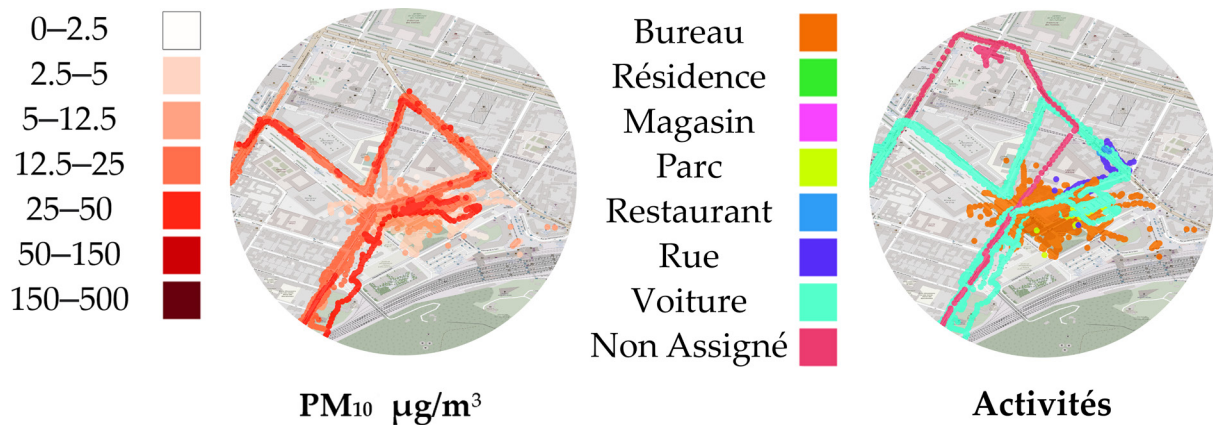 0–2.5
2.5–5
5–12.5
12.5–25
25–50
50–150
150–500
PM₁₀ µg/m³
Bureau
Résidence
Magasin
Parc
Restaurant
Rue
Voiture
Non Assigné
Activités